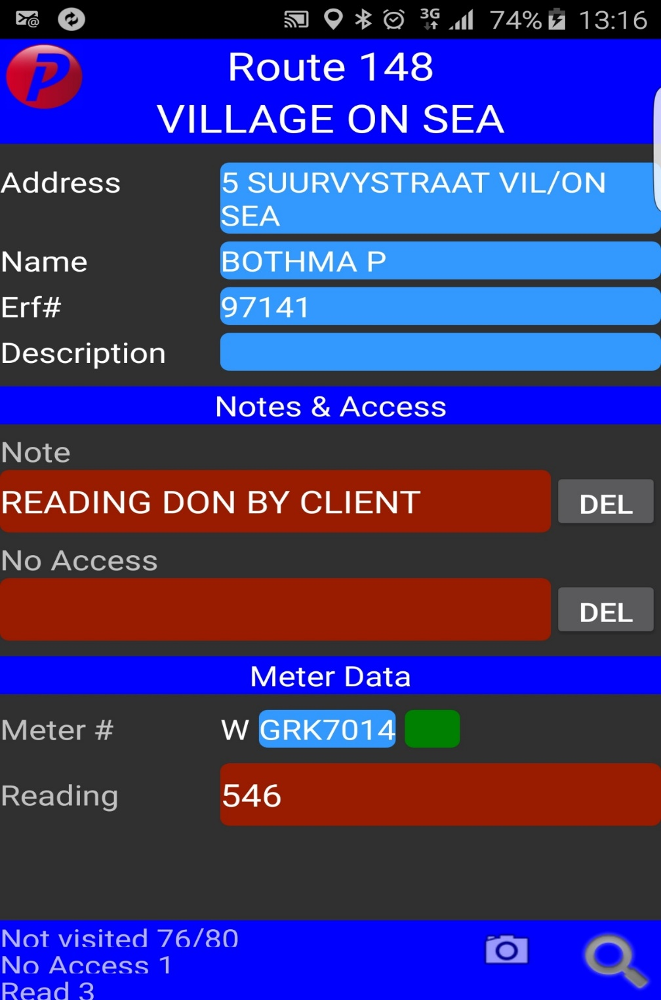 3G 74% 13:16
P
Route 148
VILLAGE ON SEA
Address 5 SUURVYSTRAAT VIL/ON
SEA
Name BOTHMA P
Erf# 97141
Description
Notes & Access
Note
READING DON BY CLIENT DEL
No Access
DEL
Meter Data
Meter # W GRK7014
Reading 546
Not visited 76/80
No Access 1
Read 3